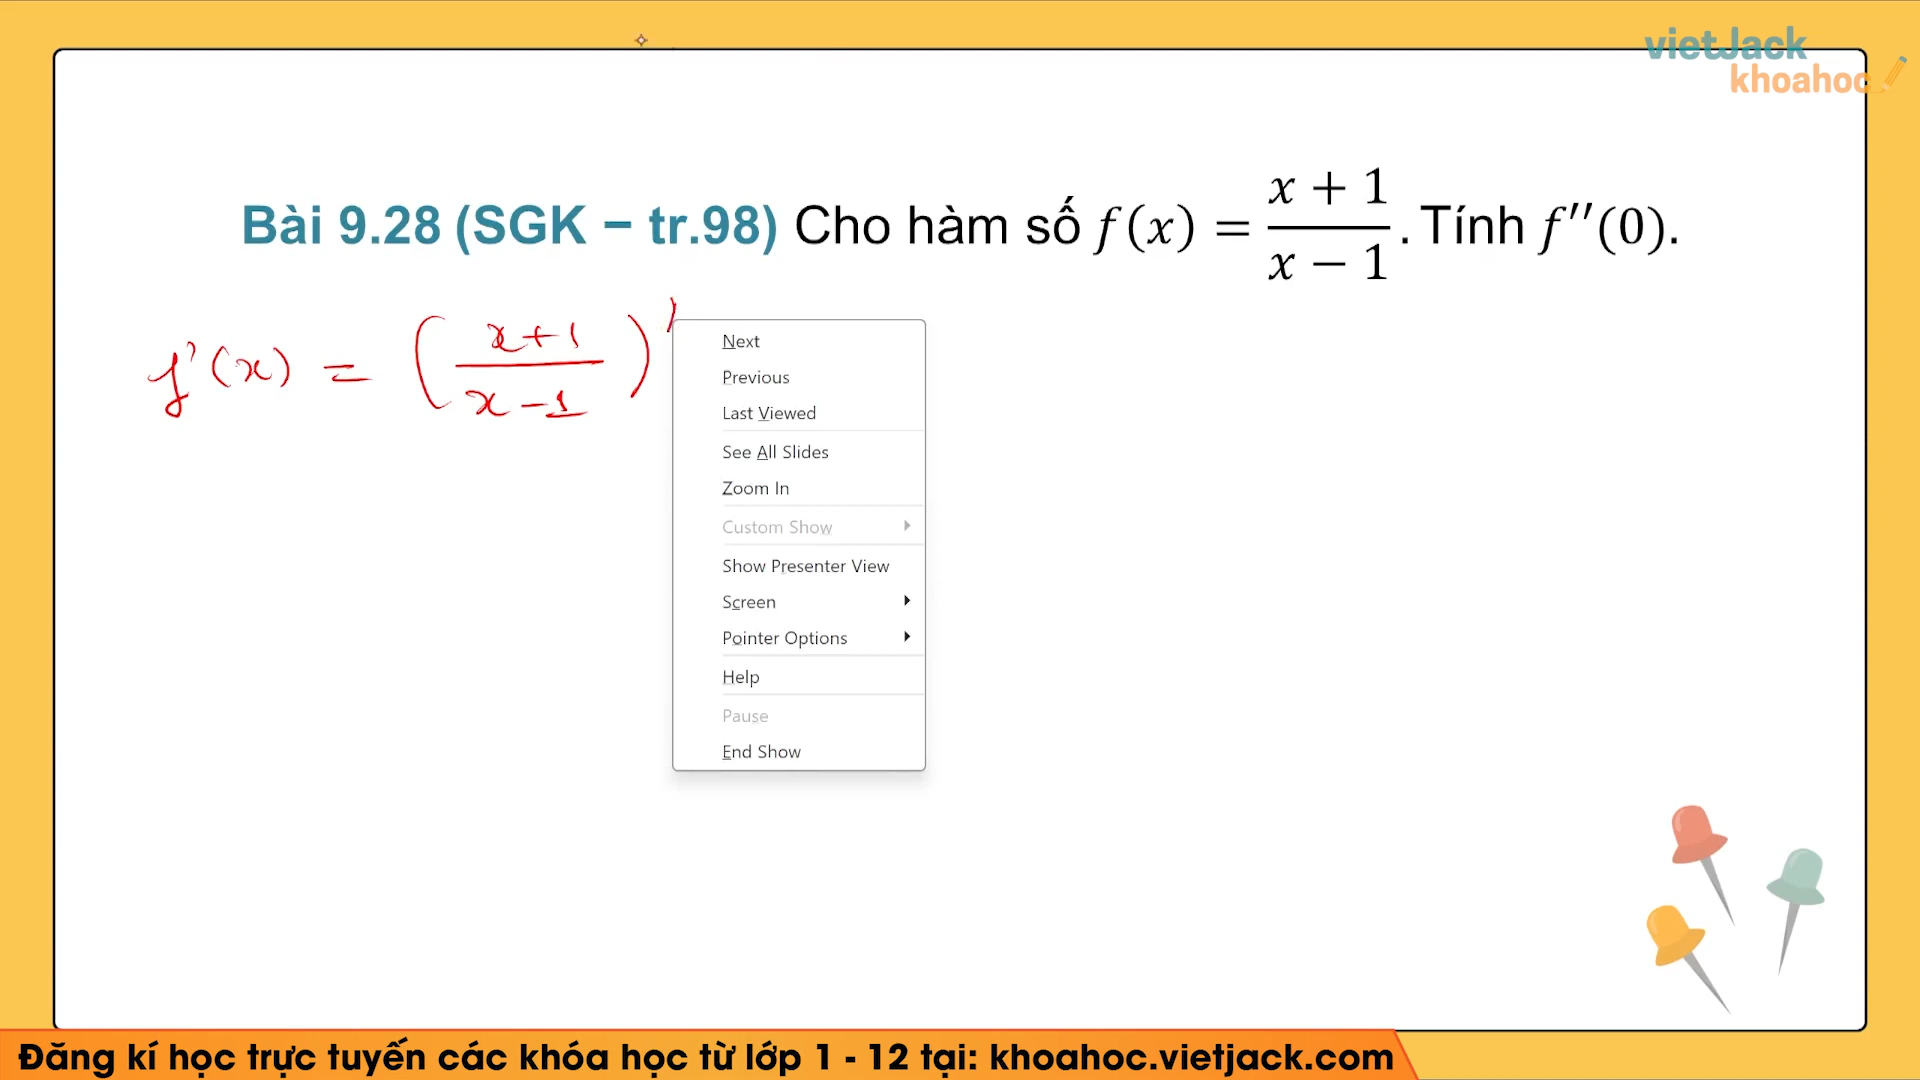 vietJack
khoahoc
Bài 9.28 (SGK − tr.98) Cho hàm số f(x) = (x + 1)/(x − 1). Tính f′′(0).
f'(x) = ((x+1)/(x−1))'
Next
Previous
Last Viewed
See All Slides
Zoom In
Custom Show
Show Presenter View
Screen
Pointer Options
Help
Pause
End Show
Đăng kí học trực tuyến các khóa học từ lớp 1 - 12 tại: khoahoc.vietjack.com